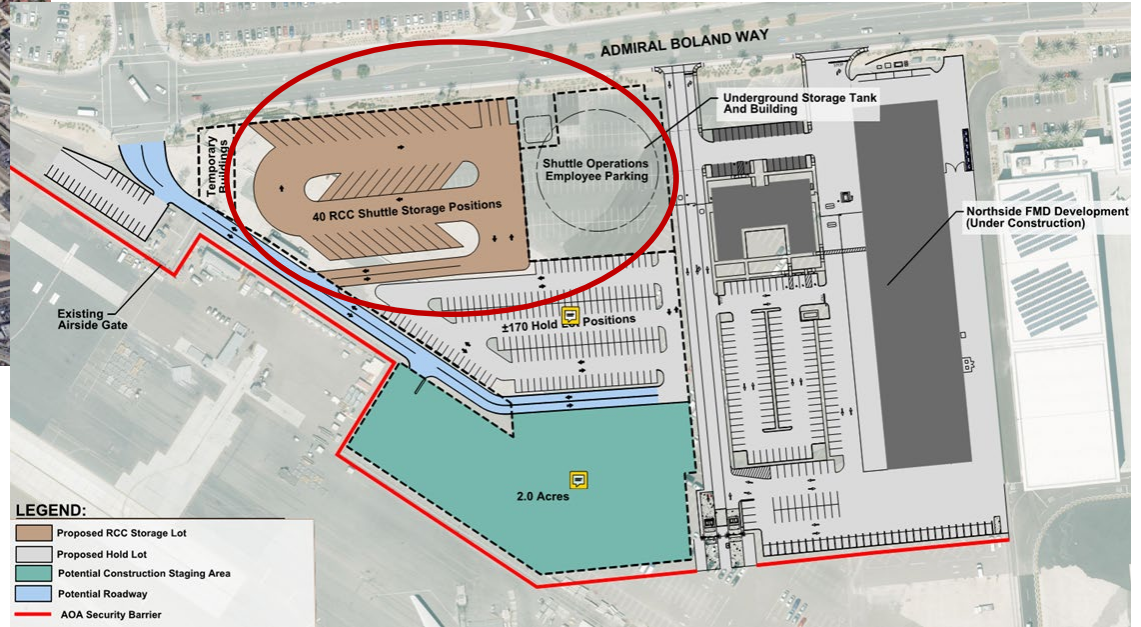 ADMIRAL BOLAND WAY
Underground Storage Tank
And Building
Temporary
Buildings
Shuttle Operations
Employee Parking
40 RCC Shuttle Storage Positions
Northside FMD Development
(Under Construction)
Existing
Airside Gate
±170 Hold Lot Positions
2.0 Acres
LEGEND:
Proposed RCC Storage Lot
Proposed Hold Lot
Potential Construction Staging Area
Potential Roadway
AOA Security Barrier